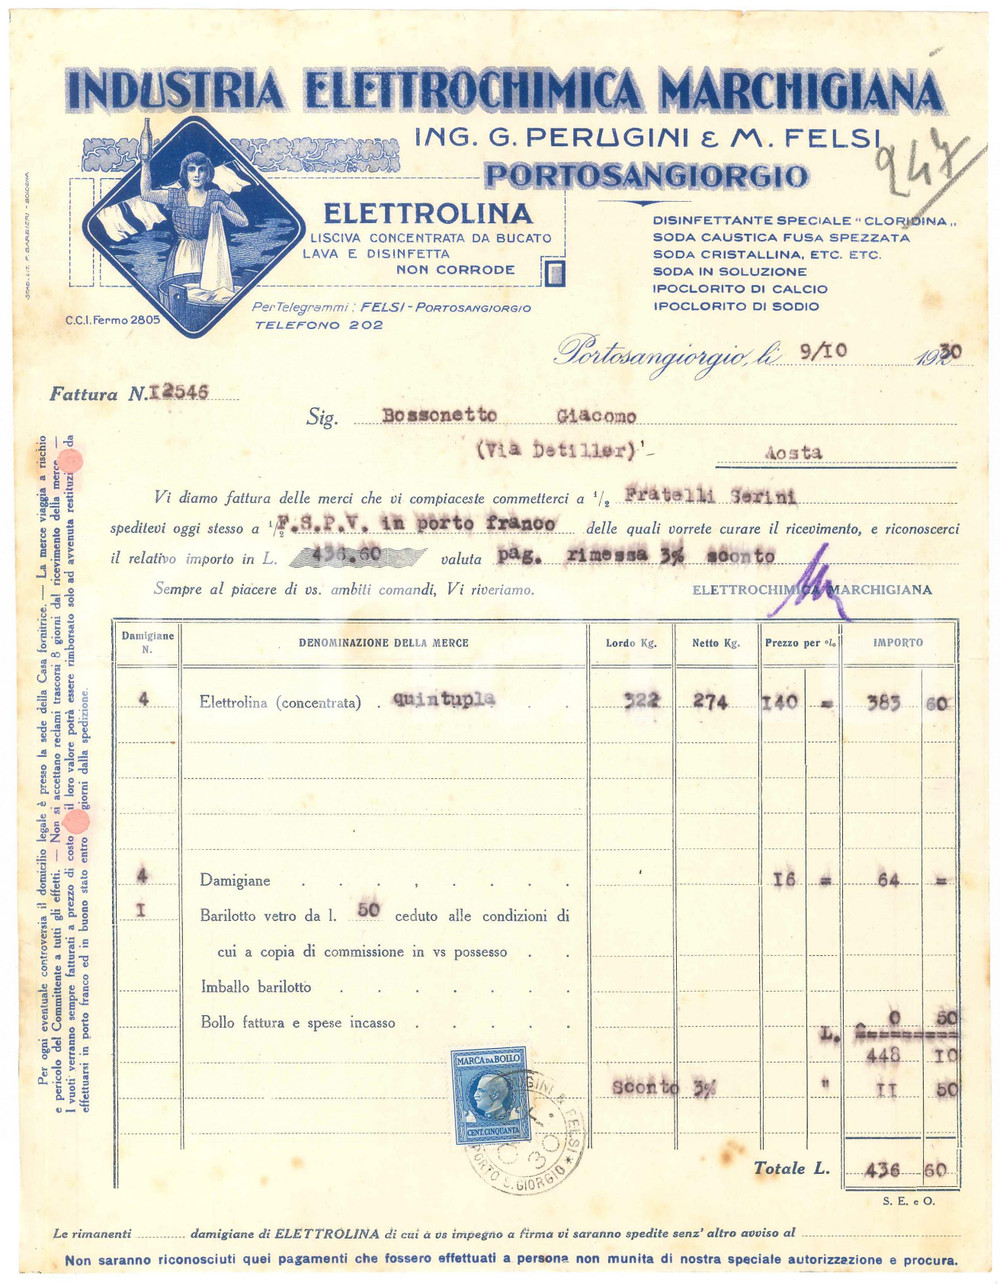 INDUSTRIA ELETTROCHIMICA MARCHIGIANA
ING. G. PERUGINI & M. FELSI
947
PORTOSANGIORGIO
ELETTROLINA
LISCIVA CONCENTRATA DA BUCATO
LAVA E DISINFETTA
NON CORRODE
DISINFETTANTE SPECIALE "CLORIDINA"
SODA CAUSTICA FUSA SPEZZATA
SODA CRISTALLINA, ETC. ETC.
SODA IN SOLUZIONE
IPOCLORITO DI CALCIO
IPOCLORITO DI SODIO
C.C.I. Fermo 2805
Per Telegrammi: FELSI - PORTOSANGIORGIO
TELEFONO 202
STAB. LIT. F. BARBIERI - BOLOGNA
Portosangiorgio, li 9/10 1930
Fattura N. I2546
Sig. Bossonetto Giacomo
(Via Detiller)'-
Aosta
Vi diamo fattura delle merci che vi compiaceste commetterci a 1/2 Fratelli Serini
speditevi oggi stesso a 1/2 F.S.P.V. in porto franco delle quali vorrete curare il ricevimento, e riconoscerci
il relativo importo in L. 436.60 valuta pag. rimessa 3% sconto
Sempre al piacere di vs. ambiti comandi, Vi riveriamo.
ELETTROCHIMICA MARCHIGIANA
Per ogni eventuale controversia il domicilio legale è presso la sede della Casa fornitrice. — La merce viaggia a rischio
e pericolo del Committente a tutti gli effetti. — Non si accettano reclami trascorsi 8 giorni dal ricevimento della merce. —
I vuoti verranno sempre fatturati a prezzo di costo il loro valore potrà essere rimborsato solo ad avvenuta restituzi da
effettuarsi in porto franco ed in buono stato entro giorni dalla spedizione.
Damigiane N. DENOMINAZIONE DELLA MERCE Lordo Kg. Netto Kg. Prezzo per % IMPORTO
4 Elettrolina (concentrata) . quintupla . . 322 274 I40 = 383 60
4 Damigiane . . . . . . . . I6 = 64 =
I Barilotto vetro da l. 50 ceduto alle condizioni di
cui a copia di commissione in vs possesso . .
Imballo barilotto . . . . . . .
Bollo fattura e spese incasso . . . . . 0 50
L. =========
448 I0
Sconto 3% " II 50
MARCA DA BOLLO
CENT. CINQUANTA
PERUGINI & FELSI
PORTO S. GIORGIO
30
Totale L. 436 60
S. E. e O.
Le rimanenti ........ damigiane di ELETTROLINA di cui à vs impegno a firma vi saranno spedite senz' altro avviso al ........
Non saranno riconosciuti quei pagamenti che fossero effettuati a persona non munita di nostra speciale autorizzazione e procura.